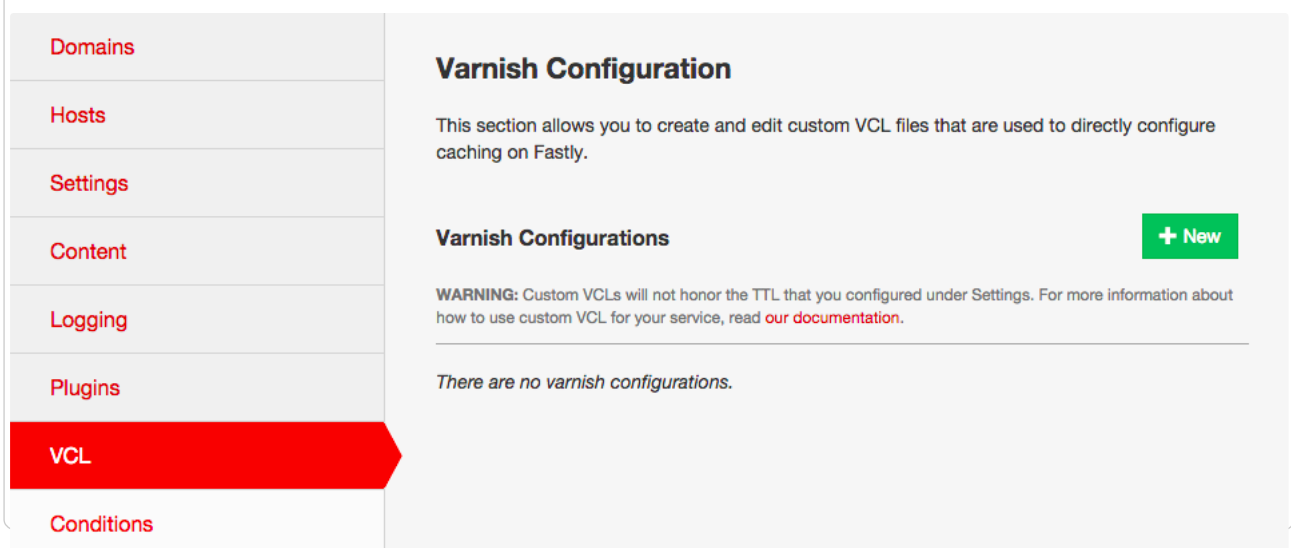 Domains
Hosts
Settings
Content
Logging
Plugins
VCL
Conditions
Varnish Configuration
This section allows you to create and edit custom VCL files that are used to directly configure
caching on Fastly.
Varnish Configurations
+ New
WARNING: Custom VCLs will not honor the TTL that you configured under Settings. For more information about
how to use custom VCL for your service, read our documentation.
There are no varnish configurations.